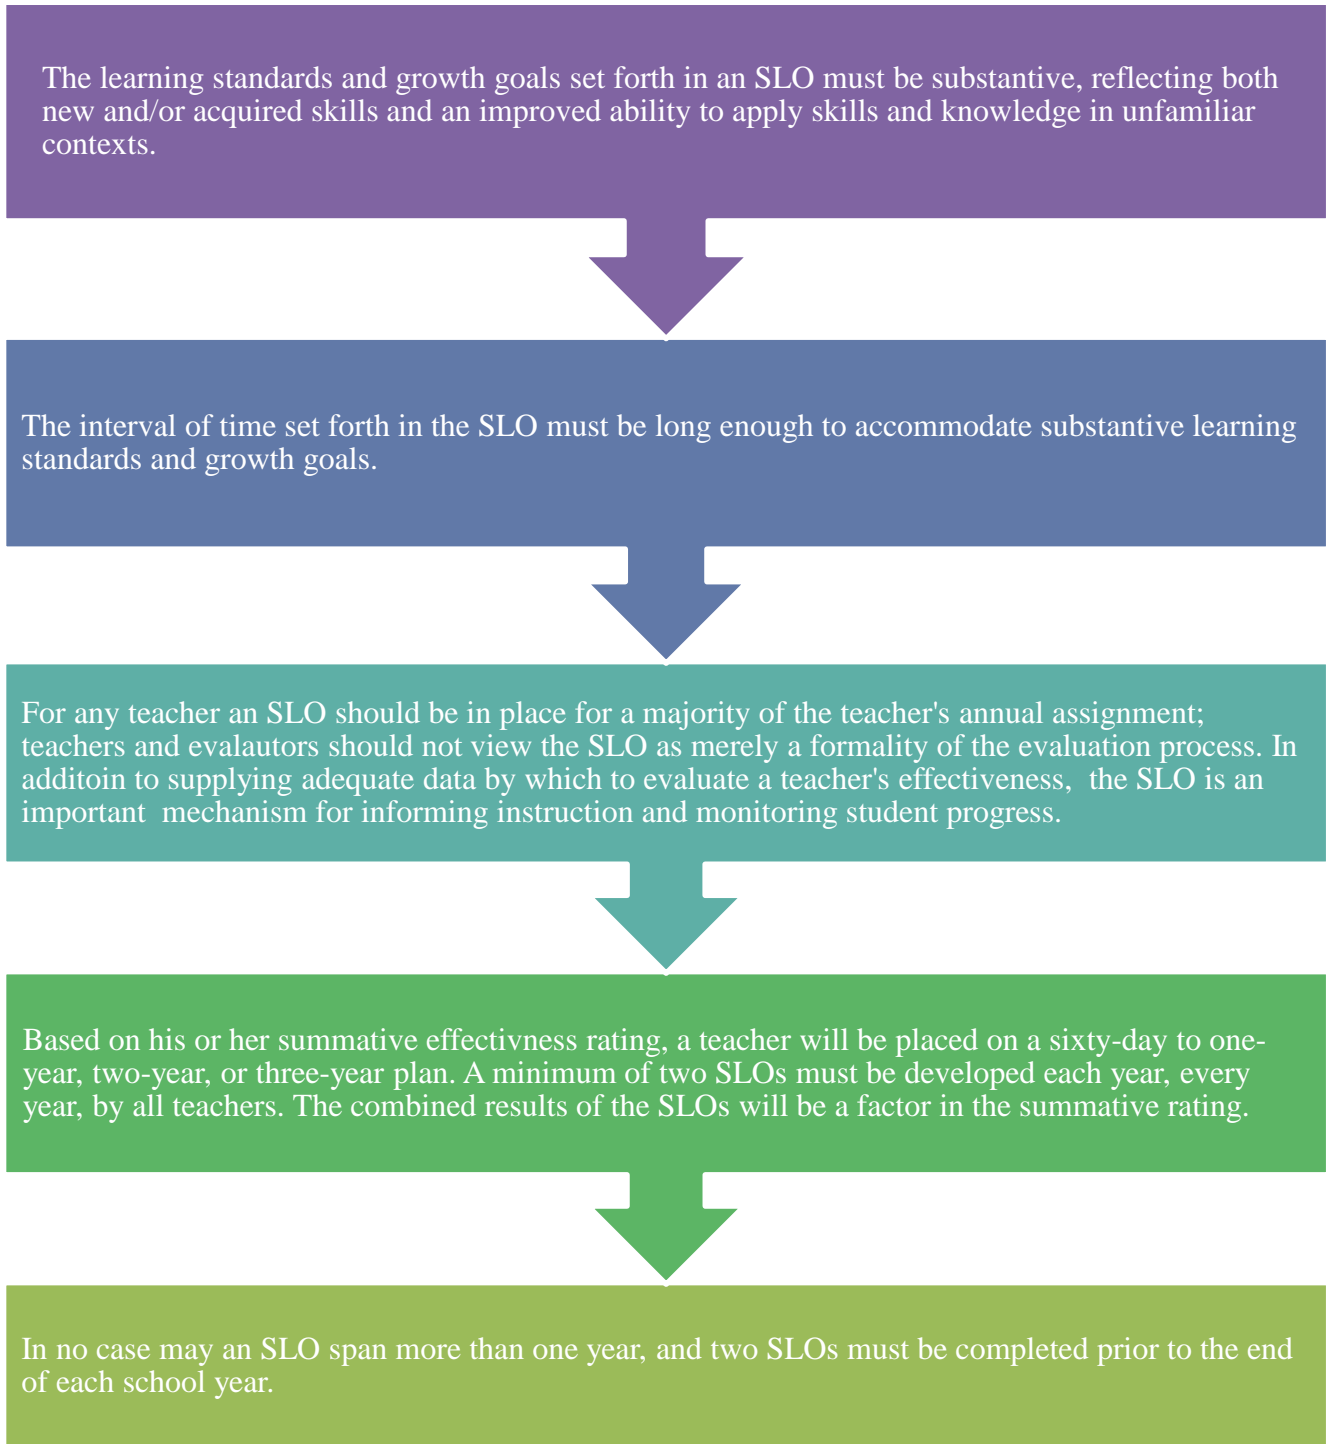 The learning standards and growth goals set forth in an SLO must be substantive, reflecting both
new and/or acquired skills and an improved ability to apply skills and knowledge in unfamiliar
contexts.
The interval of time set forth in the SLO must be long enough to accommodate substantive learning
standards and growth goals.
For any teacher an SLO should be in place for a majority of the teacher's annual assignment;
teachers and evalautors should not view the SLO as merely a formality of the evaluation process. In
additoin to supplying adequate data by which to evaluate a teacher's effectiveness,  the SLO is an
important  mechanism for informing instruction and monitoring student progress.
Based on his or her summative effectivness rating, a teacher will be placed on a sixty-day to one-
year, two-year, or three-year plan. A minimum of two SLOs must be developed each year, every
year, by all teachers. The combined results of the SLOs will be a factor in the summative rating.
In no case may an SLO span more than one year, and two SLOs must be completed prior to the end
of each school year.